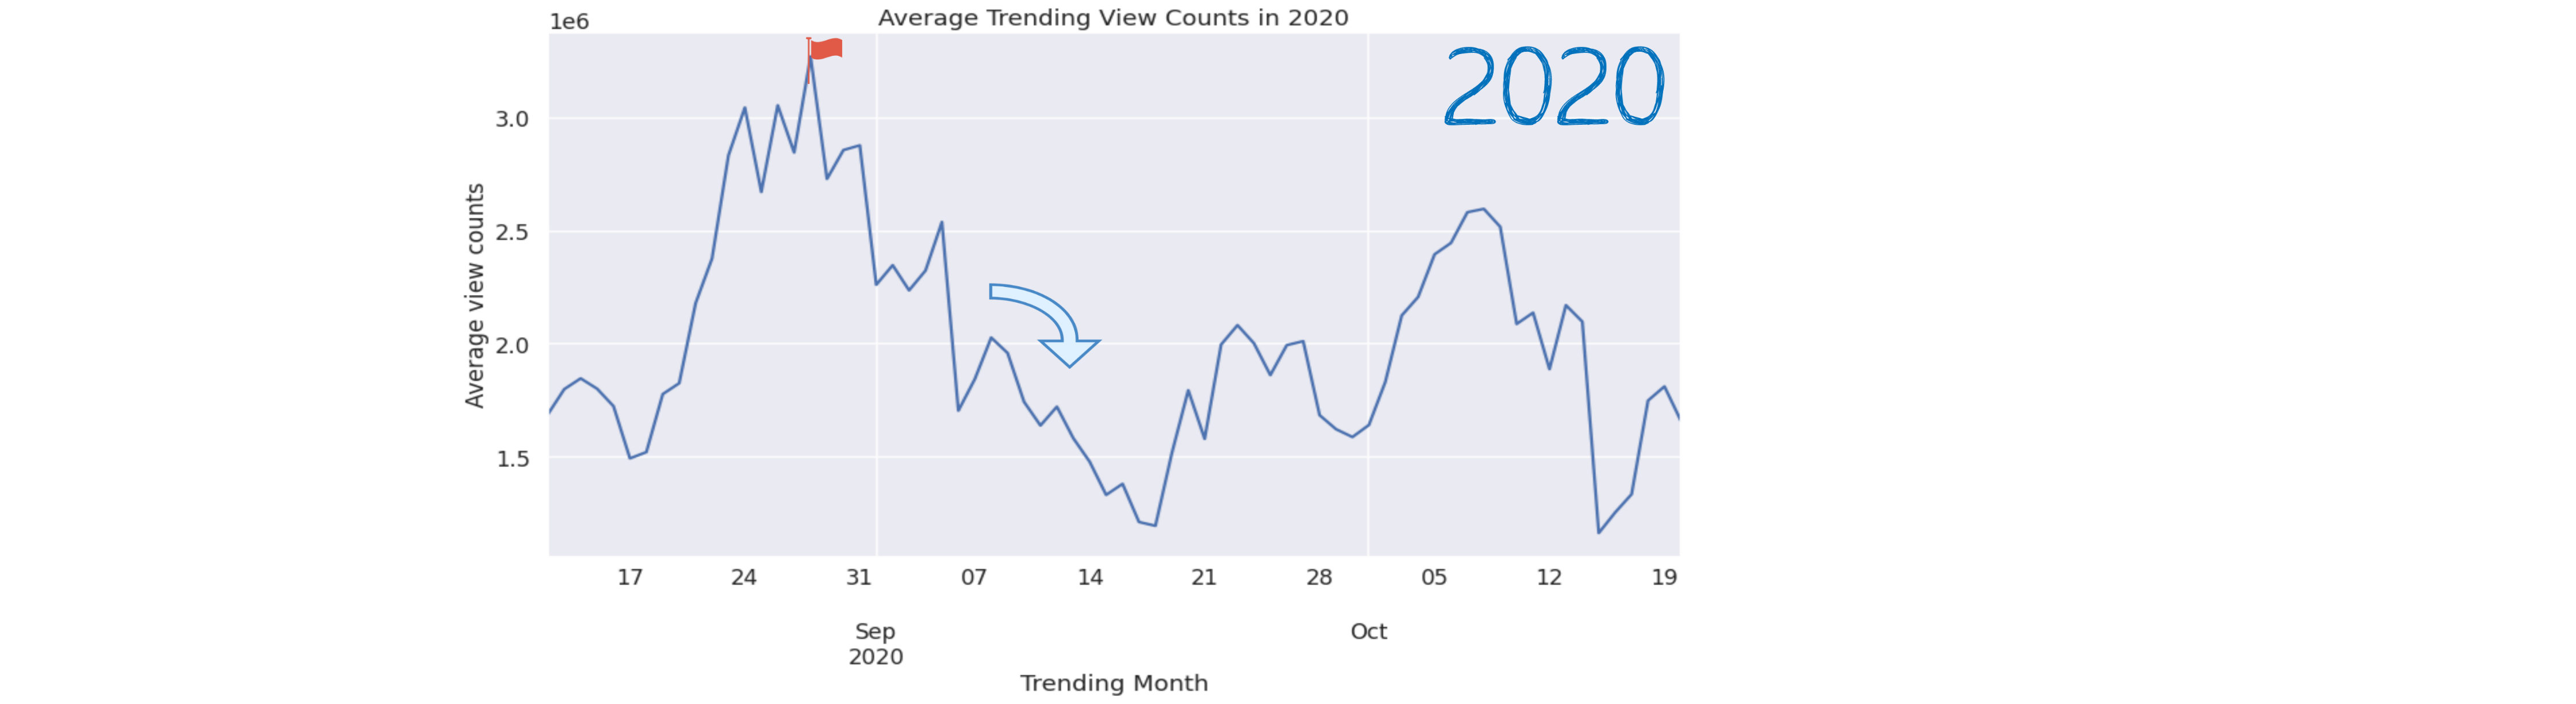 Average Trending View Counts in 2020
1e6
2020
3.0
2.5
2.0
1.5
Average view counts
17 24 31 07 14 21 28 05 12 19
Sep Oct
2020
Trending Month